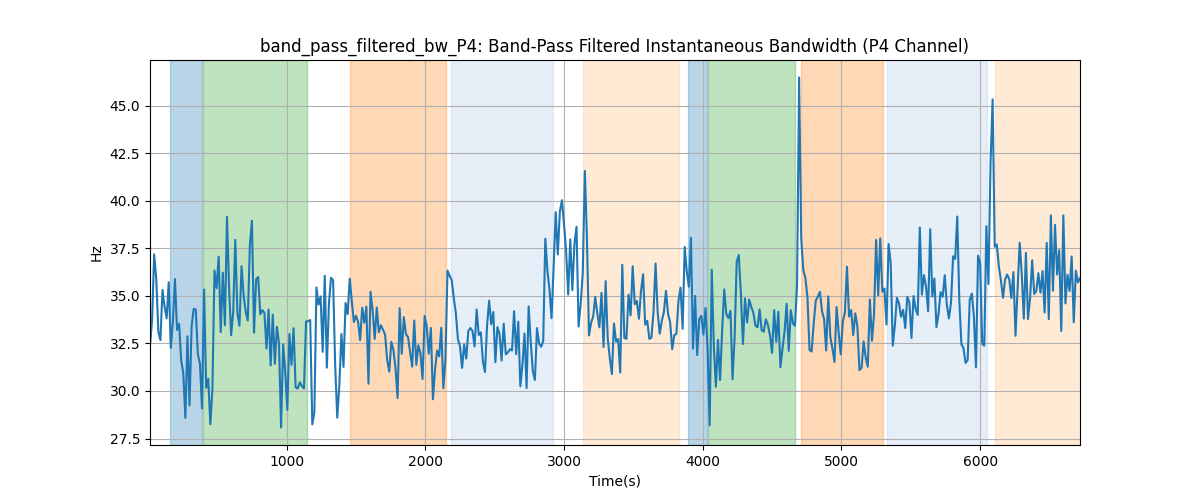 band_pass_filtered_bw_P4: Band-Pass Filtered Instantaneous Bandwidth (P4 Channel)
45.0
42.5
40.0
37.5
35.0
32.5
30.0
27.5
Hz
1000 2000 3000 4000 5000 6000
Time(s)